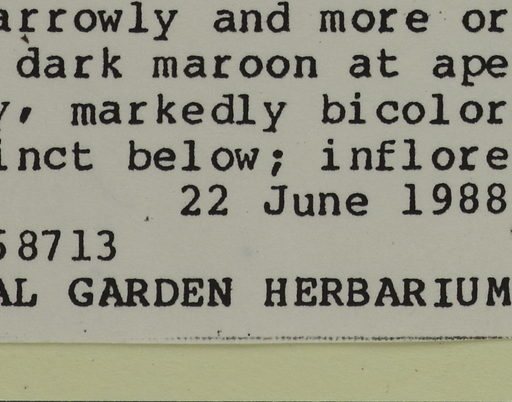 arrowly and more or
dark maroon at ape
y, markedly bicolor
inct below; inflore
22 June 1988
58713
AL GARDEN HERBARIUM